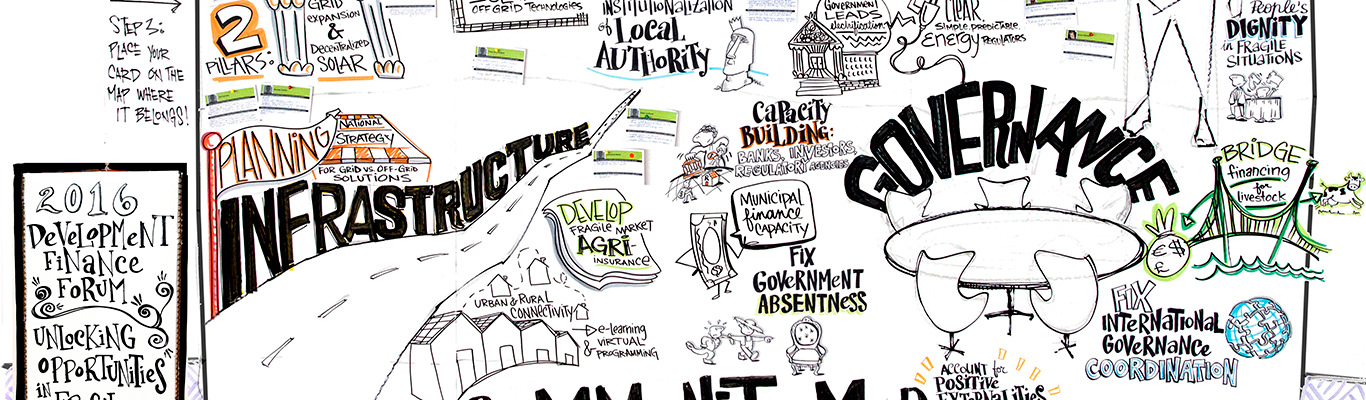 STEP 3:
PLACE YOUR
CARD ON THE
MAP WHERE
IT BELONGS!
2016
DEVELOPMENT
FINANCE
FORUM
UNLOCKING
OPPORTUNITIES
IN
2
PILLARS:
GRID
EXPANSION
&
DECENTRALIZED
SOLAR
OFF GRID TECHNOLOGIES
INSTITUTIONALIZATION
of LOCAL
AUTHORITY
GOVERNMENT
LEADS
electrification
CLEAR
SIMPLE, PREDICTABLE
ENERGY REGULATORS
PEOPLE'S
DIGNITY
IN FRAGILE
SITUATIONS
PLANNING
NATIONAL
STRATEGY
FOR GRID VS. OFF-GRID
SOLUTIONS
INFRASTRUCTURE
DEVELOP
FRAGILE MARKET
AGRI-
INSURANCE
URBAN & RURAL
CONNECTIVITY
e-learning
& VIRTUAL
PROGRAMMING
CAPACITY
BUILDING:
BANKS, INVESTORS,
REGULATORY AGENCIES
MUNICIPAL
finance
CAPACITY
FIX
GOVERNMENT
ABSENTNESS
GOVERNANCE
BRIDGE
financing
for
livestock
€ $
£
FIX
INTERNATIONAL
GOVERNANCE
COORDINATION
ACCOUNT for
POSITIVE
EXTERNALITIES